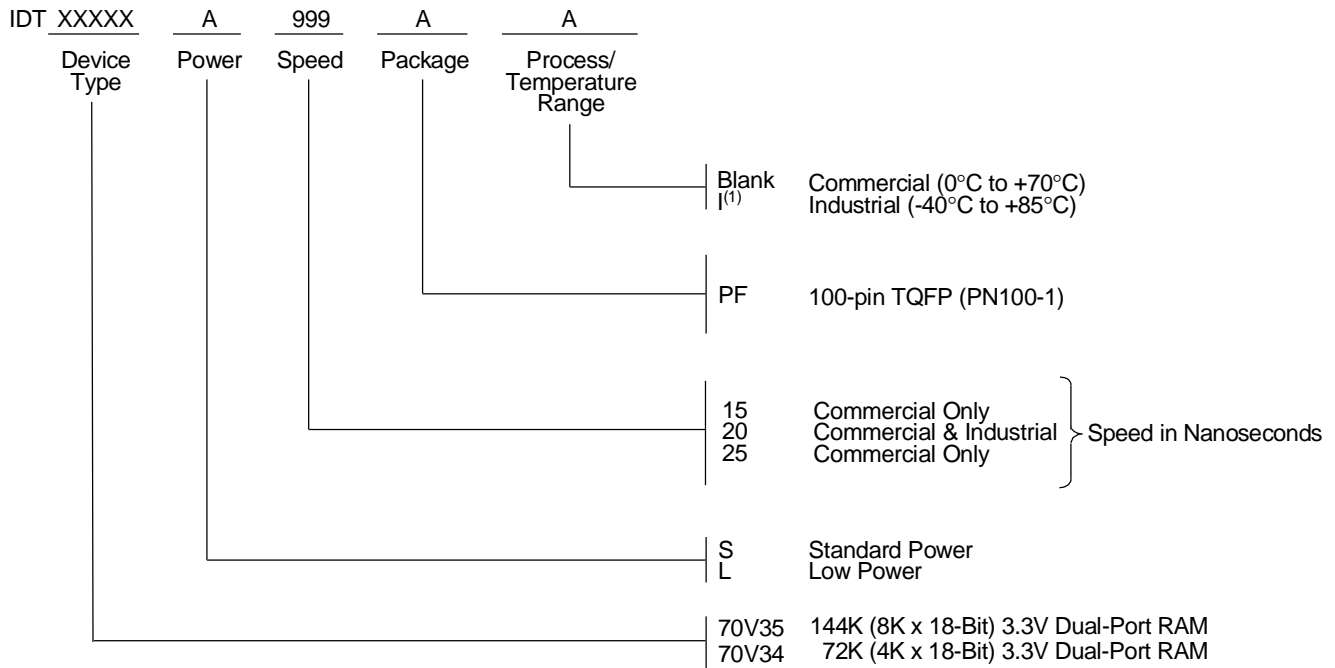 IDT XXXXX A 999 A A
Device Type Power Speed Package Process/ Temperature Range
Blank Commercial (0°C to +70°C)
I(1) Industrial (-40°C to +85°C)
PF 100-pin TQFP (PN100-1)
15 Commercial Only
20 Commercial & Industrial Speed in Nanoseconds
25 Commercial Only
S Standard Power
L Low Power
70V35 144K (8K x 18-Bit) 3.3V Dual-Port RAM
70V34 72K (4K x 18-Bit) 3.3V Dual-Port RAM